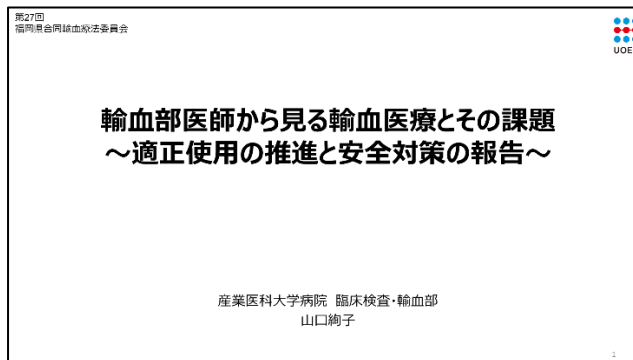 第27回
福岡県合同輸血療法委員会
UOE
輸血部医師から見る輸血医療とその課題
～適正使用の推進と安全対策の報告～
産業医科大学病院 臨床検査・輸血部
山口絢子
1